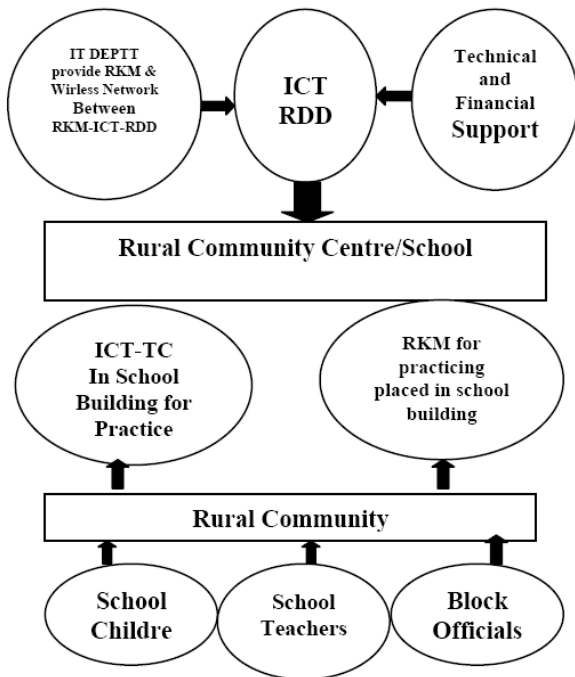 IT DEPTT
provide RKM &
Wirless Network
Between
RKM-ICT-RDD
ICT
RDD
Technical
and
Financial
Support
Rural Community Centre/School
ICT-TC
In School
Building for
Practice
RKM for
practicing
placed in school
building
Rural Community
School
Childre
School
Teachers
Block
Officials